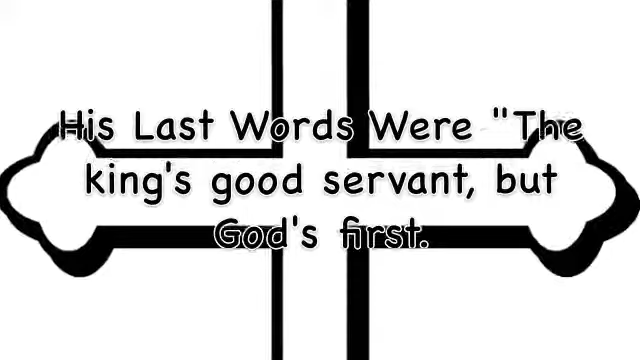 His Last Words Were "The
king's good servant, but
God's first.